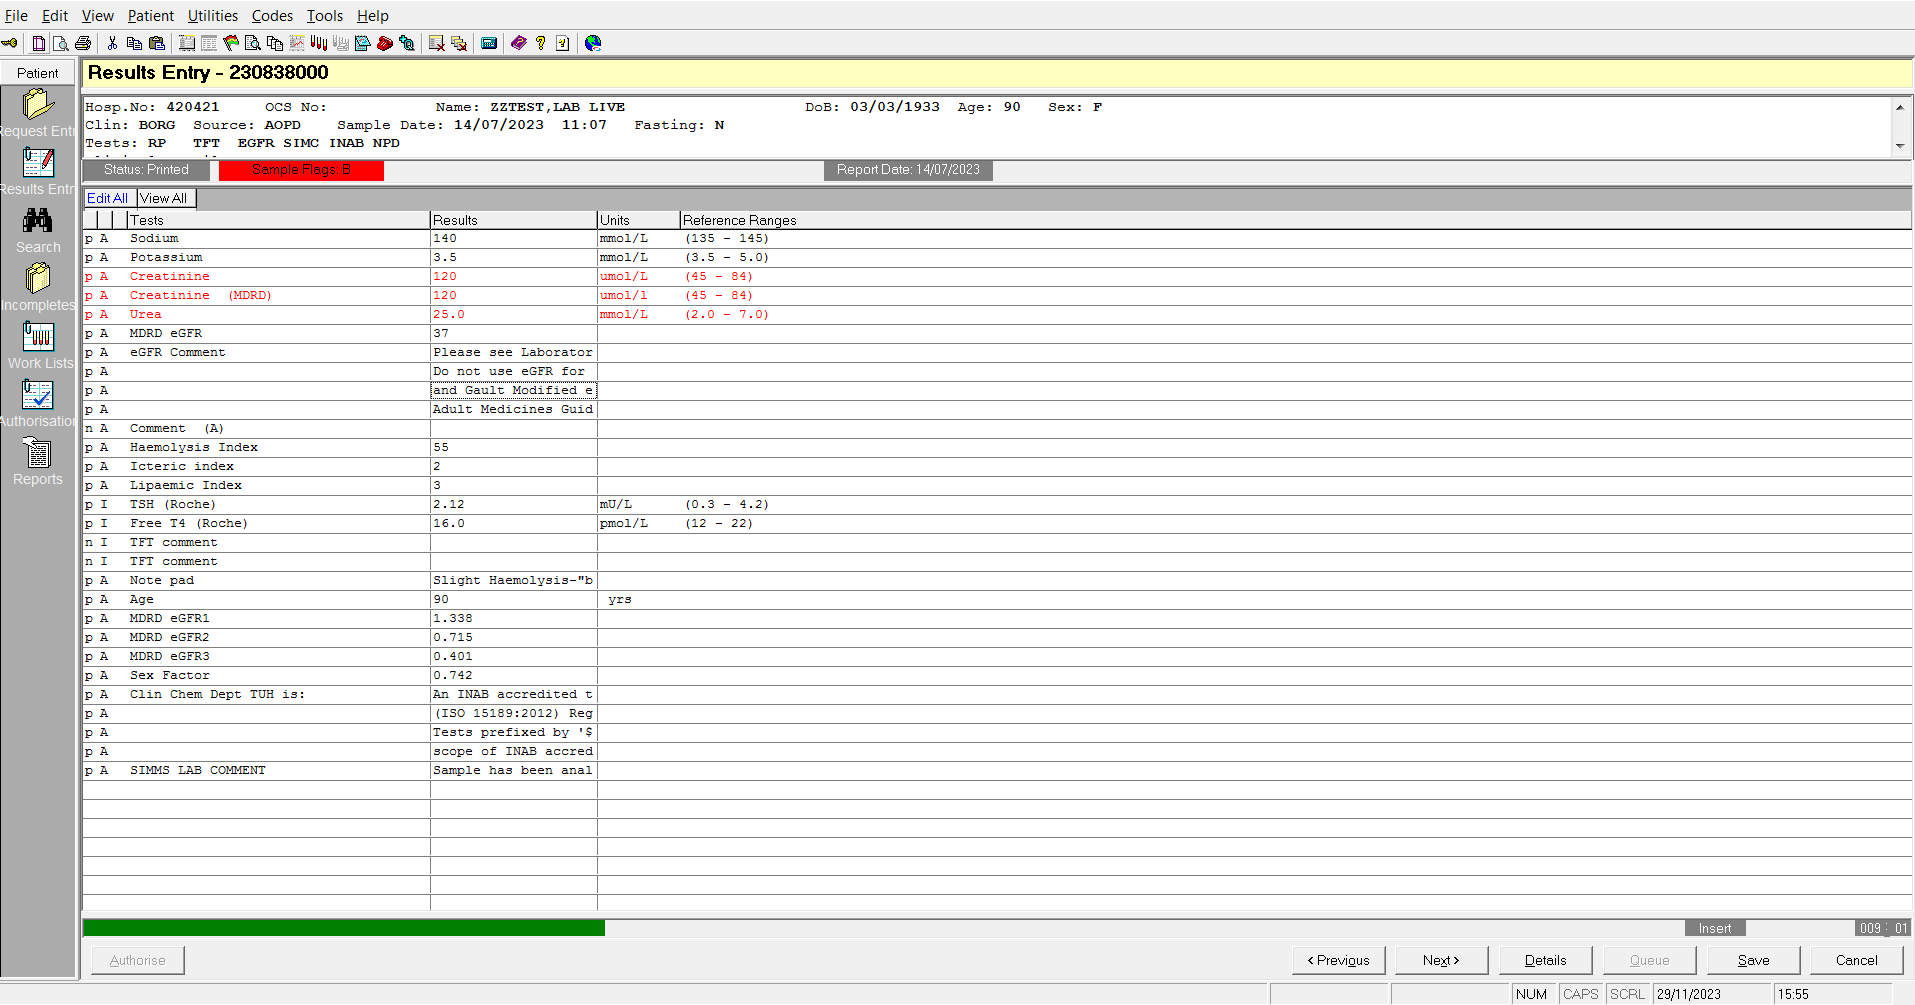 File Edit View Patient Utilities Codes Tools Help
Patient
Results Entry - 230838000
Hosp.No: 420421 OCS No: Name: ZZTEST,LAB LIVE DoB: 03/03/1933 Age: 90 Sex: F
Clin: BORG Source: AOPD Sample Date: 14/07/2023 11:07 Fasting: N
Tests: RP TFT EGFR SIMC INAB NPD
Status: Printed Sample Flags: B Report Date: 14/07/2023
Request Entr
Results Entr
Search
Incompletes
Work Lists
Authorisation
Reports
Edit All View All
Tests Results Units Reference Ranges
p A Sodium 140 mmol/L (135 - 145)
p A Potassium 3.5 mmol/L (3.5 - 5.0)
p A Creatinine 120 umol/L (45 - 84)
p A Creatinine (MDRD) 120 umol/l (45 - 84)
p A Urea 25.0 mmol/L (2.0 - 7.0)
p A MDRD eGFR 37
p A eGFR Comment Please see Laborator
p A Do not use eGFR for
p A and Gault Modified e
p A Adult Medicines Guid
n A Comment (A)
p A Haemolysis Index 55
p A Icteric index 2
p A Lipaemic Index 3
p I TSH (Roche) 2.12 mU/L (0.3 - 4.2)
p I Free T4 (Roche) 16.0 pmol/L (12 - 22)
n I TFT comment
n I TFT comment
p A Note pad Slight Haemolysis-"b
p A Age 90 yrs
p A MDRD eGFR1 1.338
p A MDRD eGFR2 0.715
p A MDRD eGFR3 0.401
p A Sex Factor 0.742
p A Clin Chem Dept TUH is: An INAB accredited t
p A (ISO 15189:2012) Reg
p A Tests prefixed by '$
p A scope of INAB accred
p A SIMMS LAB COMMENT Sample has been anal
Insert 009 : 01
Authorise < Previous Next > Details Queue Save Cancel
NUM CAPS SCRL 29/11/2023 15:55